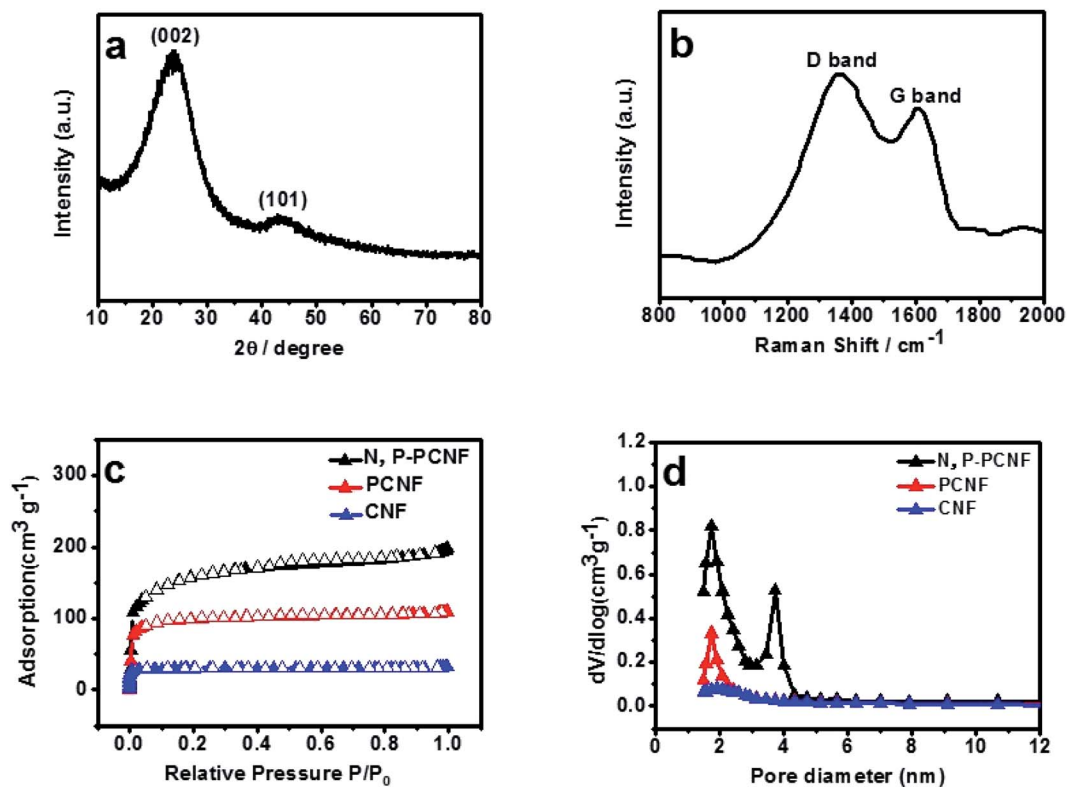 a
(002)
(101)
Intensity (a.u.)
10 20 30 40 50 60 70 80
2θ / degree
b
D band
G band
Intensity (a.u.)
800 1000 1200 1400 1600 1800 2000
Raman Shift / cm-1
c
N, P-PCNF
PCNF
CNF
Adsorption(cm3 g-1)
300
200
100
0
0.0 0.2 0.4 0.6 0.8 1.0
Relative Pressure P/P0
d
N, P-PCNF
PCNF
CNF
dV/dlog(cm3g-1)
1.2
1.0
0.8
0.6
0.4
0.2
0.0
0 2 4 6 8 10 12
Pore diameter (nm)